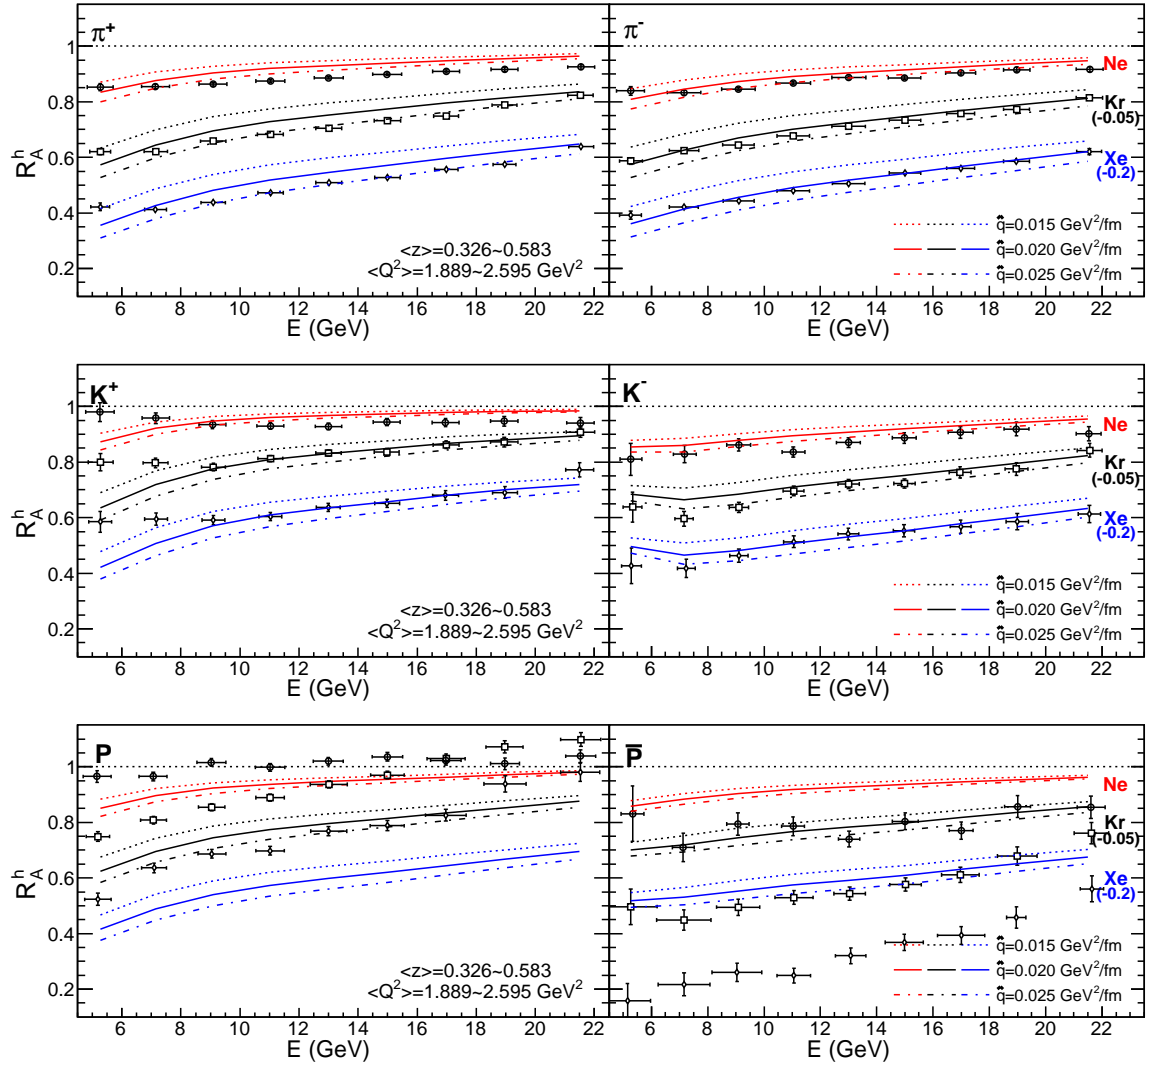 π+ π-
1 Ne
0.8 Kr
(-0.05)
R_A^h 0.6 Xe
(-0.2)
0.4
q̂=0.015 GeV²/fm
<z>=0.326~0.583 q̂=0.020 GeV²/fm
0.2 <Q²>=1.889~2.595 GeV² q̂=0.025 GeV²/fm
6 8 10 12 14 16 18 20 22 6 8 10 12 14 16 18 20 22
E (GeV) E (GeV)
K+ K-
1 Ne
0.8 Kr
(-0.05)
R_A^h 0.6 Xe
(-0.2)
0.4
q̂=0.015 GeV²/fm
<z>=0.326~0.583 q̂=0.020 GeV²/fm
0.2 <Q²>=1.889~2.595 GeV² q̂=0.025 GeV²/fm
6 8 10 12 14 16 18 20 22 6 8 10 12 14 16 18 20 22
E (GeV) E (GeV)
P P̅
1 Ne
0.8 Kr
(-0.05)
R_A^h 0.6 Xe
(-0.2)
0.4
q̂=0.015 GeV²/fm
<z>=0.326~0.583 q̂=0.020 GeV²/fm
0.2 <Q²>=1.889~2.595 GeV² q̂=0.025 GeV²/fm
6 8 10 12 14 16 18 20 22 6 8 10 12 14 16 18 20 22
E (GeV) E (GeV)